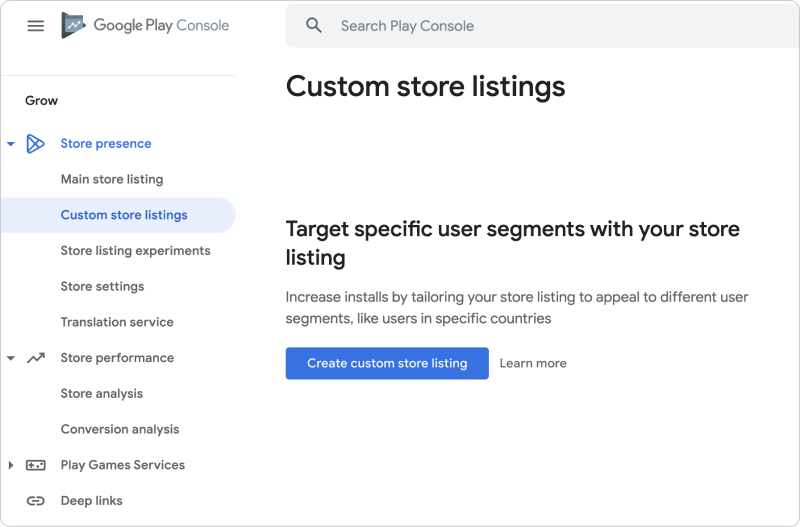 Google Play Console
Search Play Console
Custom store listings
Grow
Store presence
Main store listing
Custom store listings
Store listing experiments
Store settings
Translation service
Store performance
Store analysis
Conversion analysis
Play Games Services
Deep links
Target specific user segments with your store
listing
Increase installs by tailoring your store listing to appeal to different user
segments, like users in specific countries
Create custom store listing
Learn more